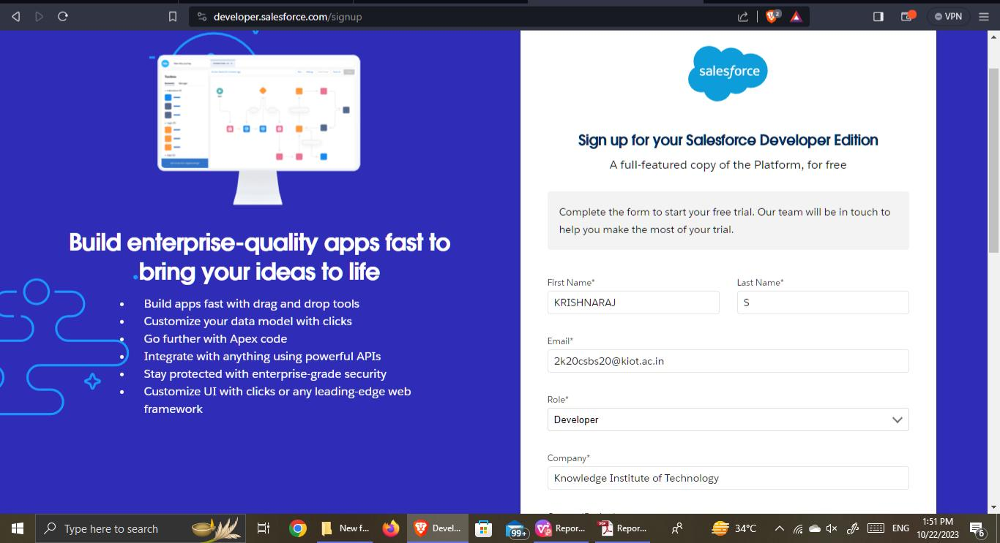 developer.salesforce.com/signup
2
VPN
salesforce
Sign up for your Salesforce Developer Edition
A full-featured copy of the Platform, for free
Complete the form to start your free trial. Our team will be in touch to
help you make the most of your trial.
Build enterprise-quality apps fast to
bring your ideas to life
Build apps fast with drag and drop tools
Customize your data model with clicks
Go further with Apex code
Integrate with anything using powerful APIs
Stay protected with enterprise-grade security
Customize UI with clicks or any leading-edge web
framework
First Name* Last Name*
KRISHNARAJ S
Email*
2k20csbs20@kiot.ac.in
Role*
Developer
Company*
Knowledge Institute of Technology
Type here to search
New f...
Devel...
99+
Repor...
Repor...
34°C
ENG
1:51 PM
10/22/2023
6